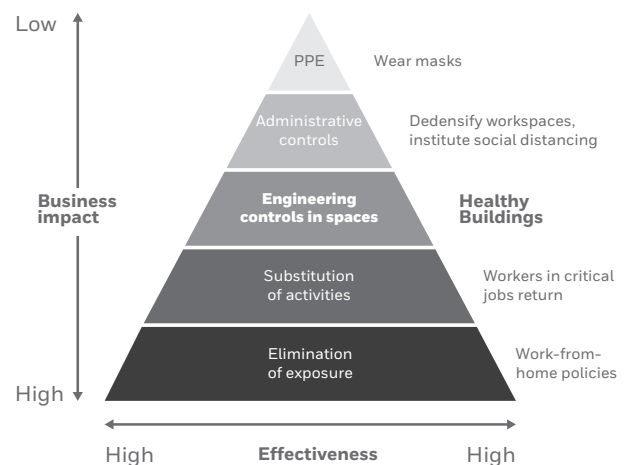 Low
PPE
Wear masks
Administrative
controls
Dedensify workspaces,
institute social distancing
Business
impact
Engineering
controls in spaces
Healthy
Buildings
Substitution
of activities
Workers in critical
jobs return
Elimination
of exposure
Work-from-
home policies
High
High
Effectiveness
High